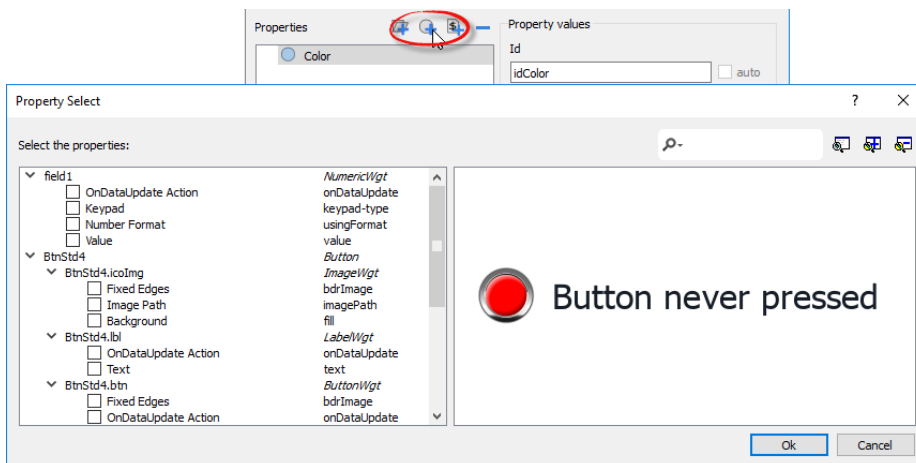 Properties
Property values
Color
Id
idColor
auto
Property Select
?
Select the properties:
field1 NumericWgt
OnDataUpdate Action onDataUpdate
Keypad keypad-type
Number Format usingFormat
Value value
BtnStd4 Button
BtnStd4.icoImg ImageWgt
Fixed Edges bdrImage
Image Path imagePath
Background fill
BtnStd4.lbl LabelWgt
OnDataUpdate Action onDataUpdate
Text text
BtnStd4.btn ButtonWgt
Fixed Edges bdrImage
OnDataUpdate Action onDataUpdate
Button never pressed
Ok
Cancel